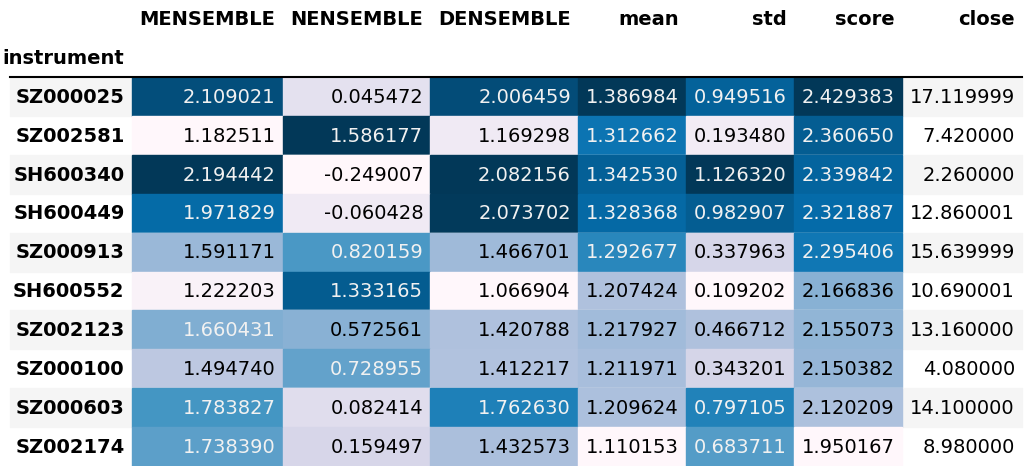 MENSEMBLE NENSEMBLE DENSEMBLE mean std score close
instrument
SZ000025 2.109021 0.045472 2.006459 1.386984 0.949516 2.429383 17.119999
SZ002581 1.182511 1.586177 1.169298 1.312662 0.193480 2.360650 7.420000
SH600340 2.194442 -0.249007 2.082156 1.342530 1.126320 2.339842 2.260000
SH600449 1.971829 -0.060428 2.073702 1.328368 0.982907 2.321887 12.860001
SZ000913 1.591171 0.820159 1.466701 1.292677 0.337963 2.295406 15.639999
SH600552 1.222203 1.333165 1.066904 1.207424 0.109202 2.166836 10.690001
SZ002123 1.660431 0.572561 1.420788 1.217927 0.466712 2.155073 13.160000
SZ000100 1.494740 0.728955 1.412217 1.211971 0.343201 2.150382 4.080000
SZ000603 1.783827 0.082414 1.762630 1.209624 0.797105 2.120209 14.100000
SZ002174 1.738390 0.159497 1.432573 1.110153 0.683711 1.950167 8.980000